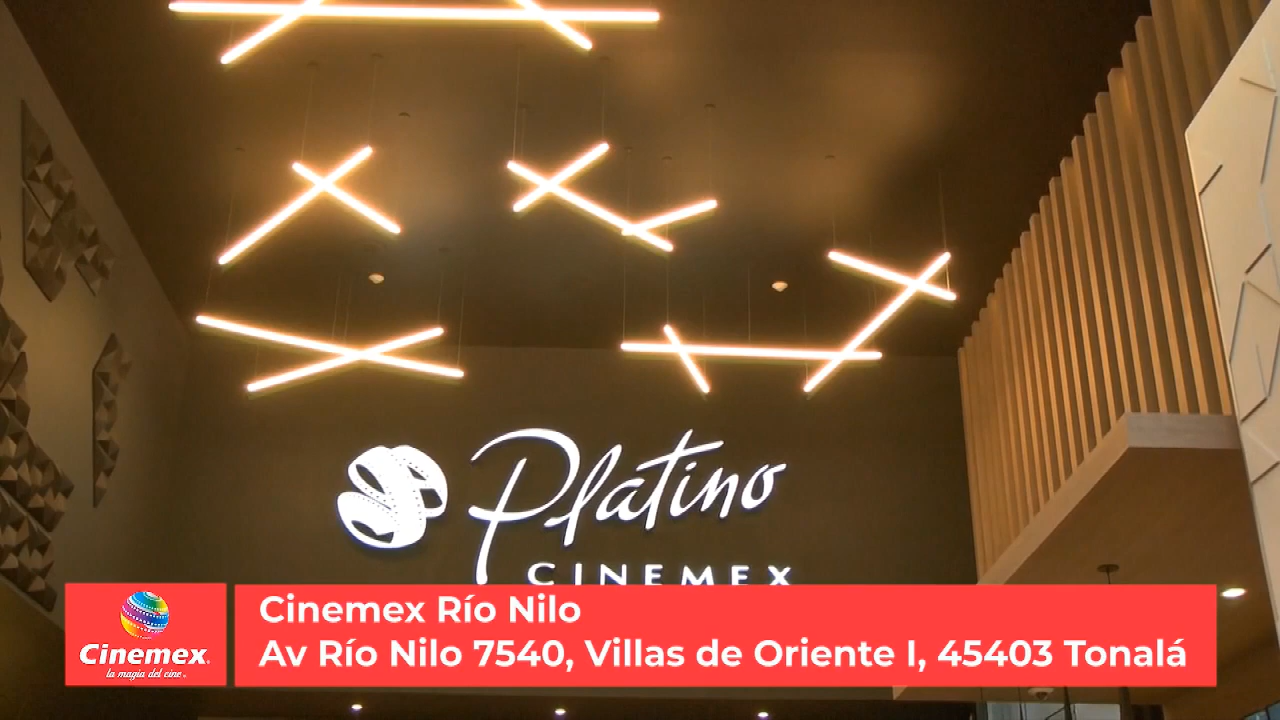 Platino
CINEMEX
Cinemex Río Nilo
Av Río Nilo 7540, Villas de Oriente I, 45403 Tonalá
Cinemex
la magia del cine